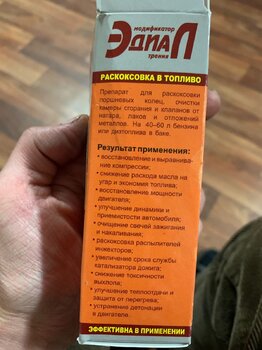 модификатор
ЭДИАЛ
трения
РАСКОКСОВКА В ТОПЛИВО
Препарат для раскоксовки
поршневых колец, очистки
камеры сгорания и клапанов от
нагара, лаков и отложений
металлов. На 40–60 л бензина
или дизтоплива в баке.
Результат применения:
• восстановление и выравнива-
ние компрессии;
• снижение расхода масла на
угар и экономия топлива;
• восстановление мощности
двигателя;
• улучшение динамики и
приемистости автомобиля;
• очищение свечей зажигания
и накаливания;
• раскоксовка распылителей
инжекторов;
• увеличение срока службы
катализатора дожига;
• снижение токсичности
выхлопа;
• улучшение теплоотдачи и
защита от перегрева;
• устранение детонации
в двигателе.
ЭФФЕКТИВНА В ПРИМЕНЕНИИ